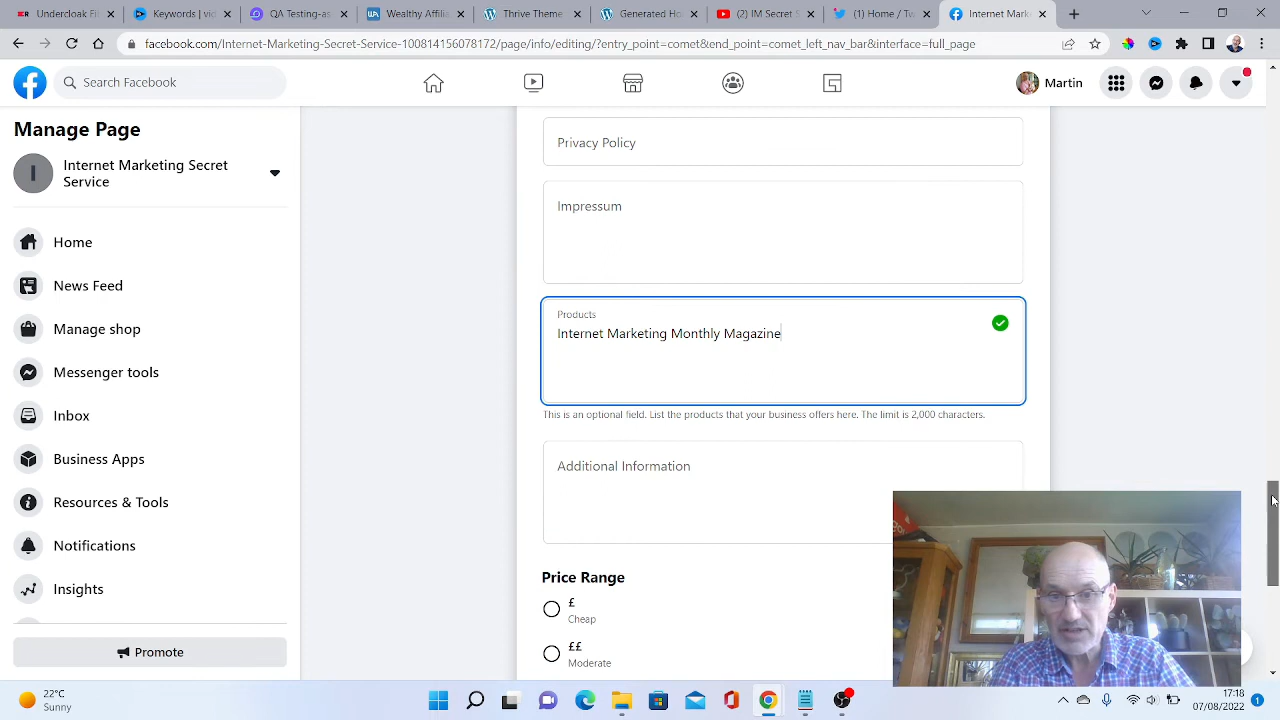 QA Testing-as
Wealthy Affilia
Thrive Theme
Generated Ho
(2) IM Secret S
(1) Home / Tw
Internet Mark
facebook.com/Internet-Marketing-Secret-Service-100814156078172/page/info/editing/?entry_point=comet&end_point=comet_left_nav_bar&interface=full_page
Search Facebook
Martin
Manage Page
I
Internet Marketing Secret
Service
Home
News Feed
Manage shop
Messenger tools
Inbox
Business Apps
Resources & Tools
Notifications
Insights
Promote
Privacy Policy
Impressum
Products
Internet Marketing Monthly Magazine
This is an optional field. List the products that your business offers here. The limit is 2,000 characters.
Additional Information
Price Range
£
Cheap
££
Moderate
22°C
Sunny
17:18
07/08/2022
1